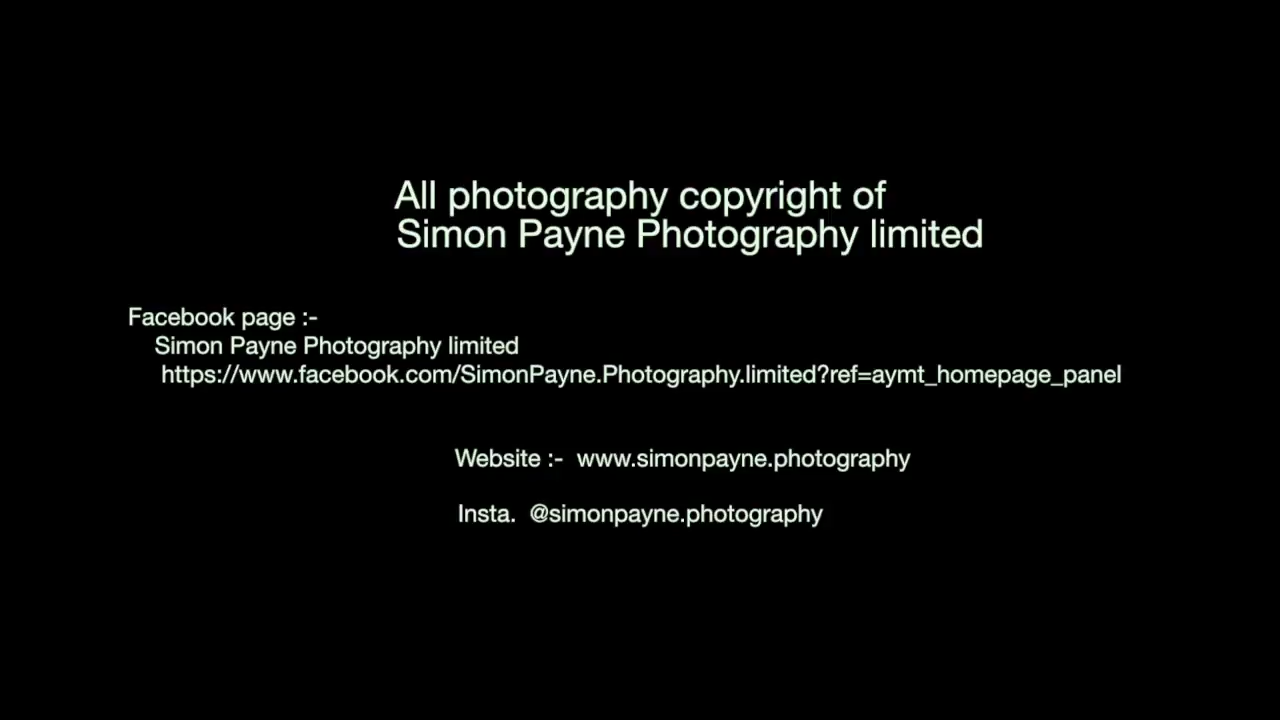 All photography copyright of
Simon Payne Photography limited
Facebook page :-
Simon Payne Photography limited
https://www.facebook.com/SimonPayne.Photography.limited?ref=aymt_homepage_panel
Website :- www.simonpayne.photography
Insta. @simonpayne.photography